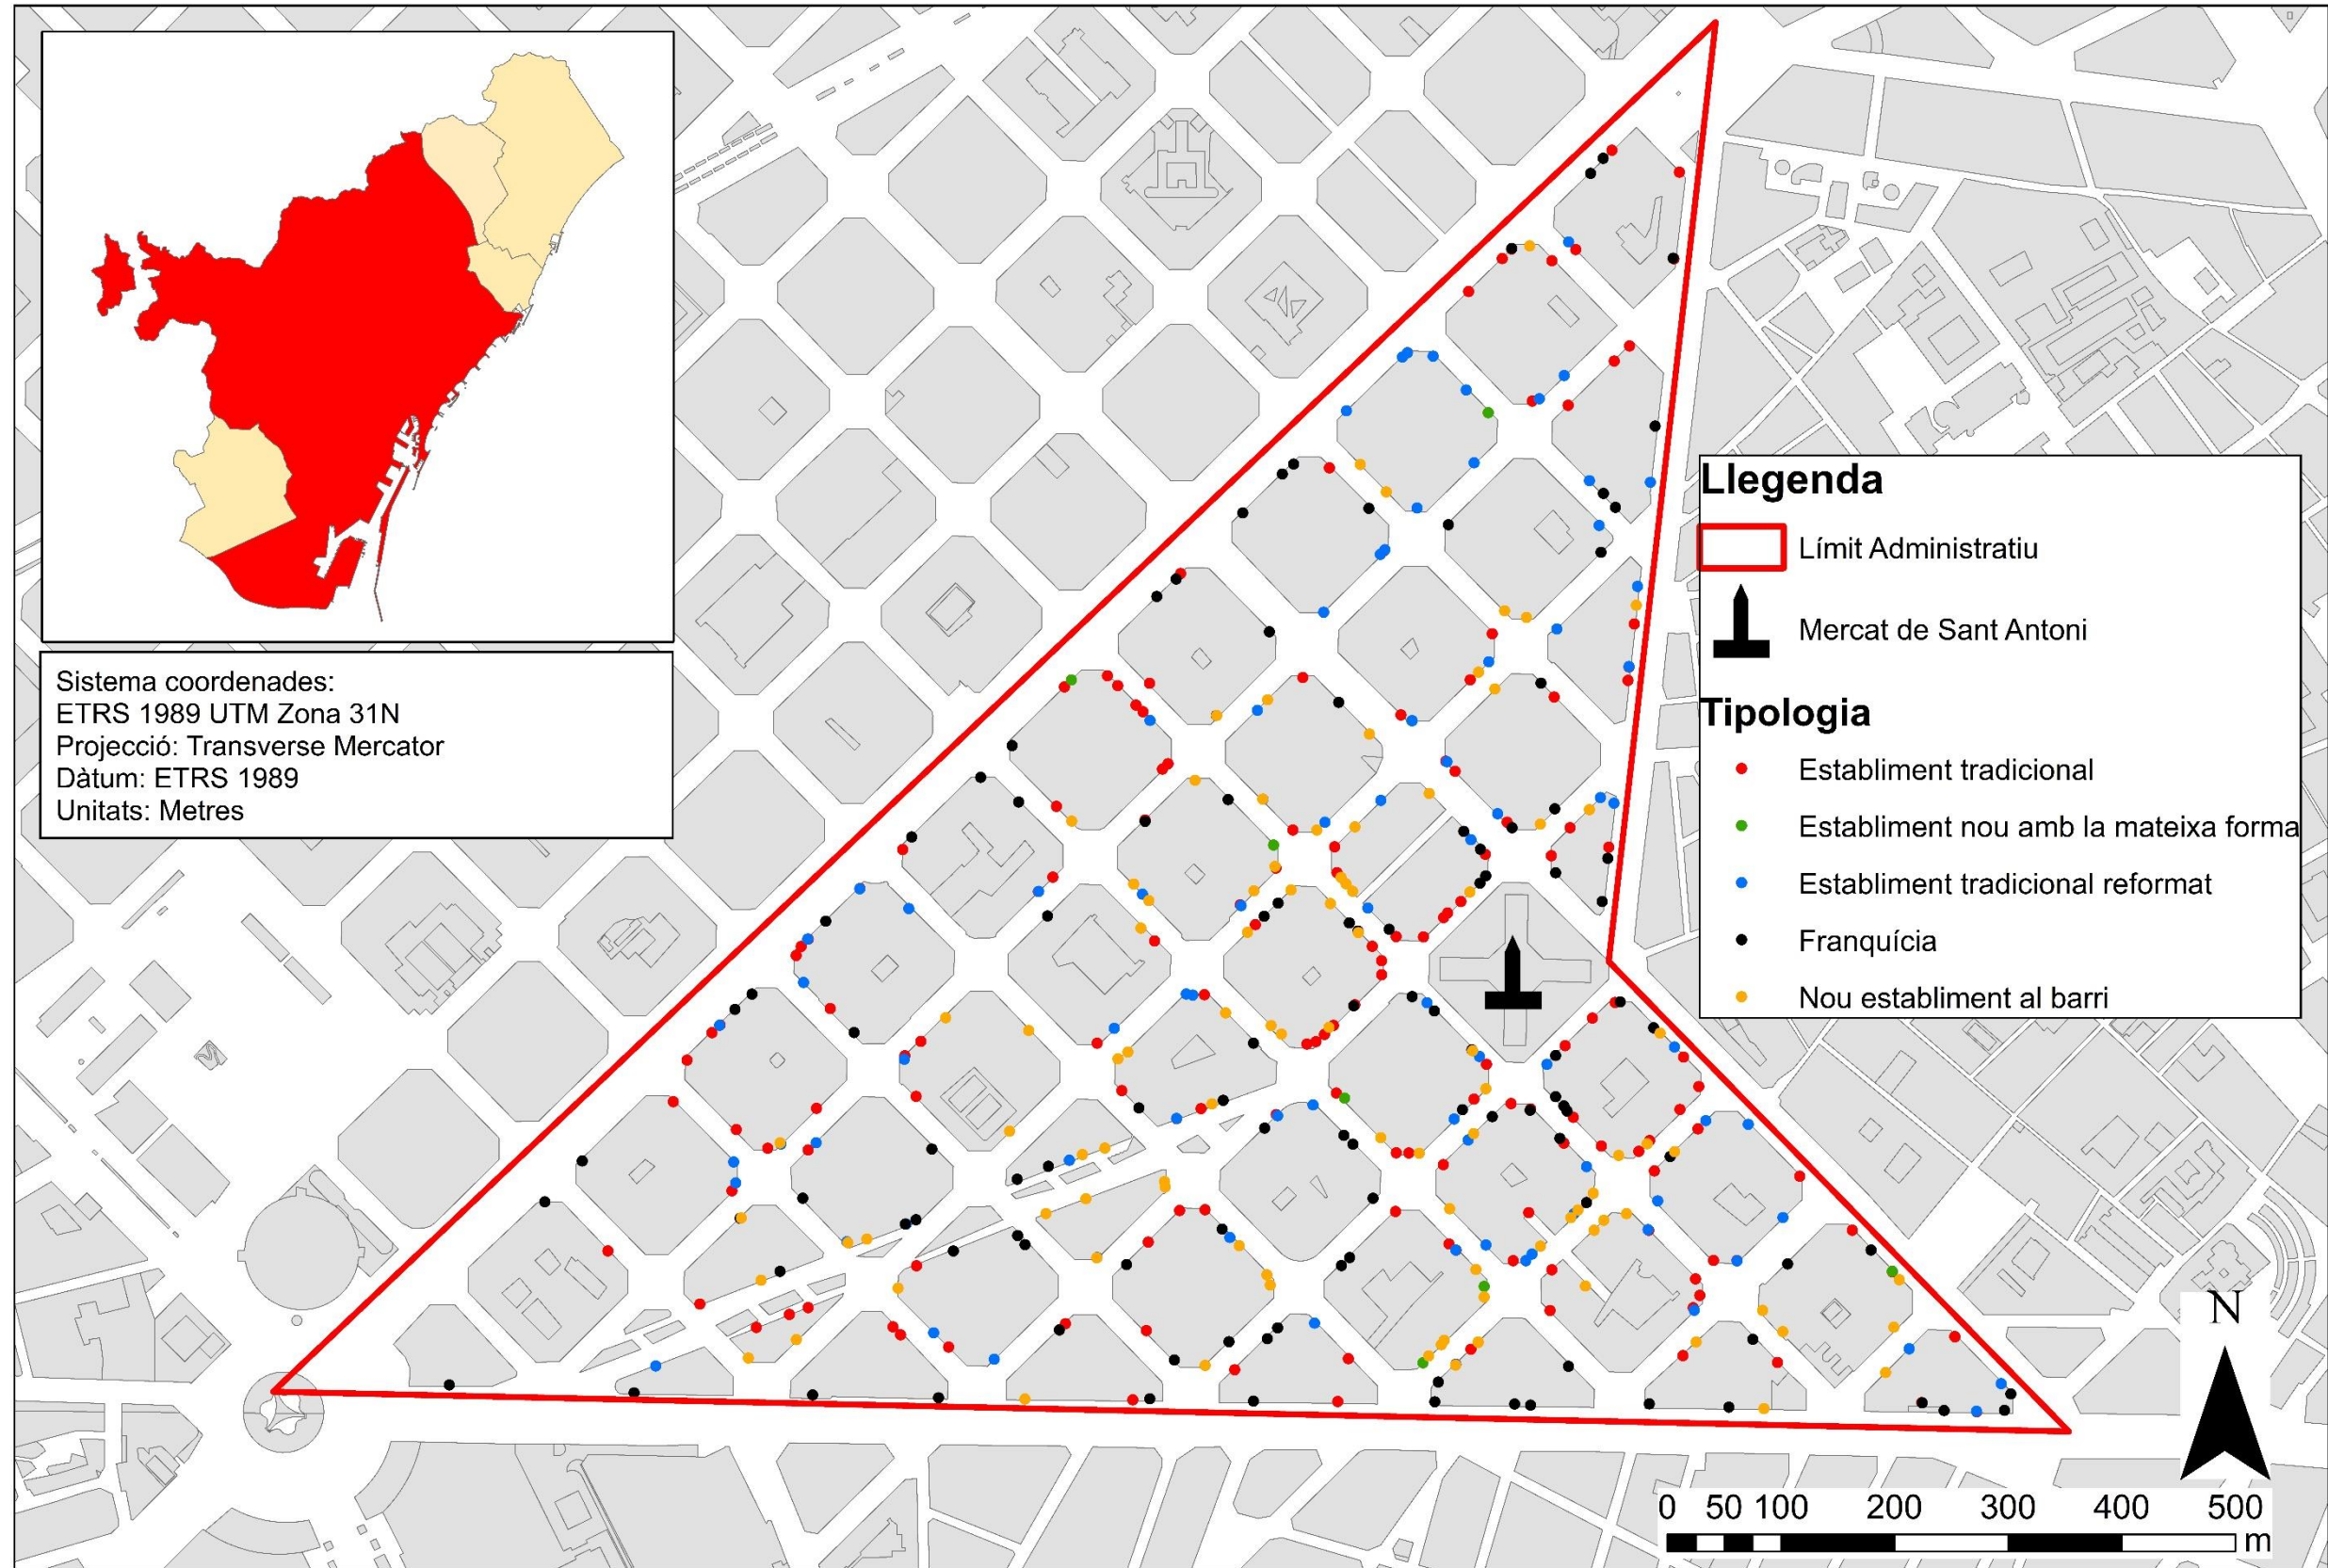 Sistema coordenades:
ETRS 1989 UTM Zona 31N
Projecció: Transverse Mercator
Dàtum: ETRS 1989
Unitats: Metres
Llegenda
Límit Administratiu
Mercat de Sant Antoni
Tipologia
Establiment tradicional
Establiment nou amb la mateixa forma
Establiment tradicional reformat
Franquícia
Nou establiment al barri
N
0 50 100 200 300 400 500
m